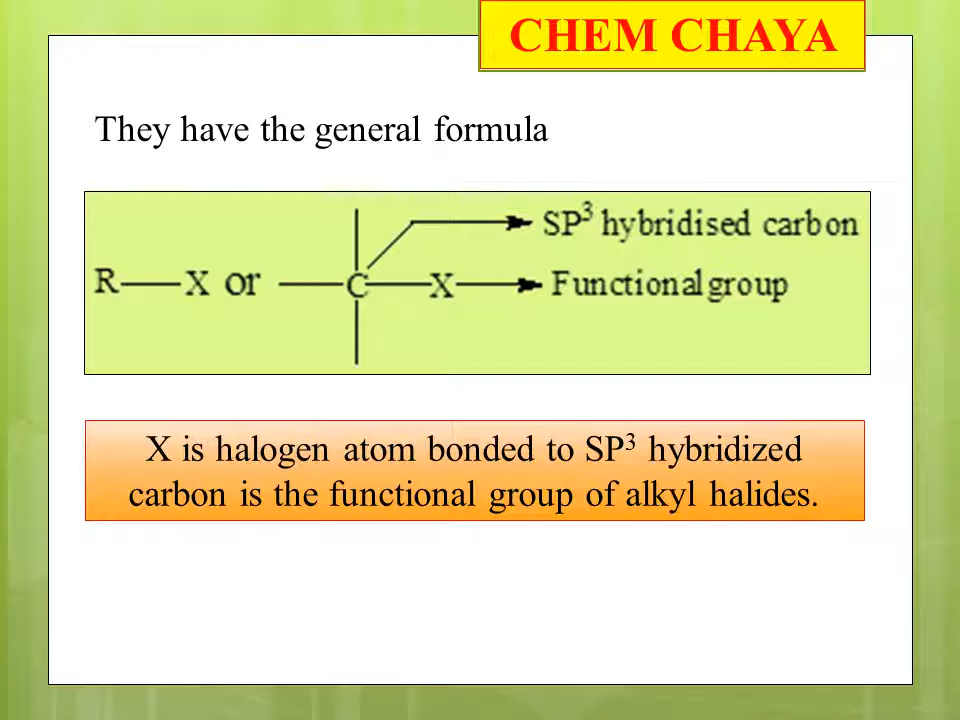 CHEM CHAYA
They have the general formula
SP³ hybridised carbon
R—X or —C—X→ Functional group
X is halogen atom bonded to SP³ hybridized
carbon is the functional group of alkyl halides.